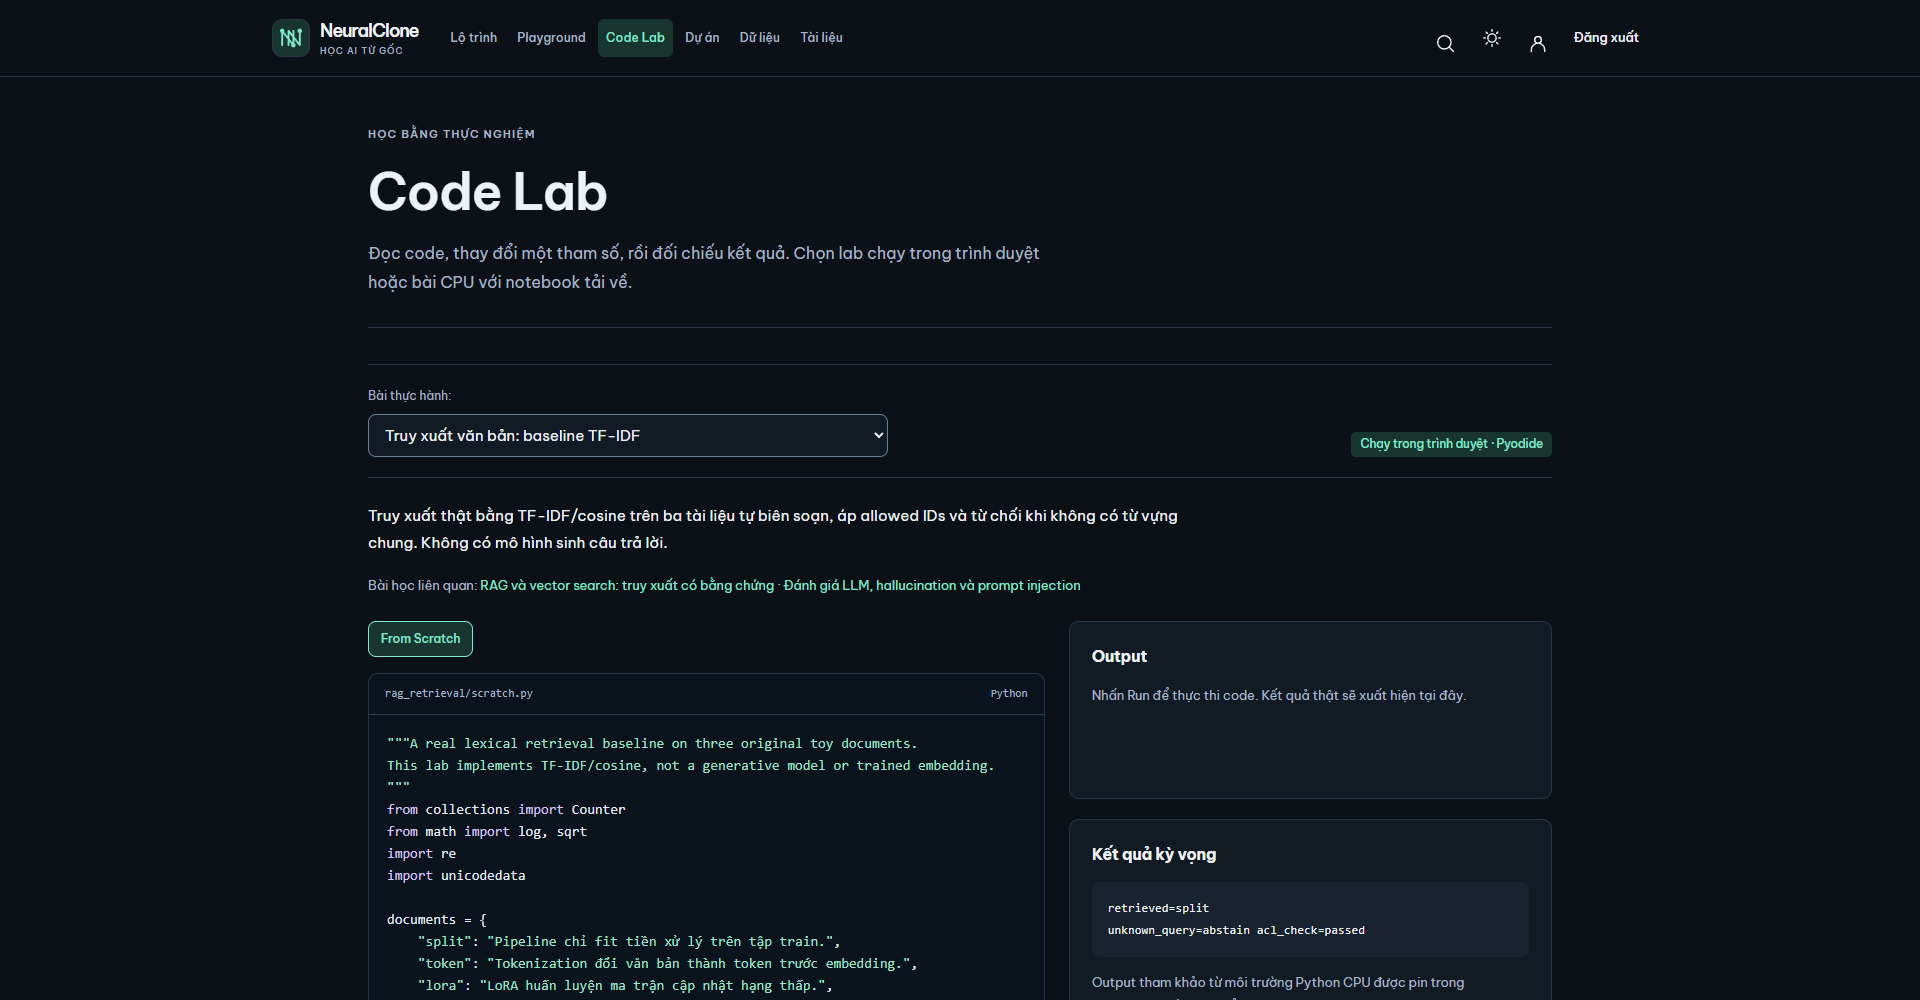 NeuralClone
HỌC AI TỪ GỐC
Lộ trình
Playground
Code Lab
Dự án
Dữ liệu
Tài liệu
Đăng xuất
HỌC BẰNG THỰC NGHIỆM
Code Lab
Đọc code, thay đổi một tham số, rồi đối chiếu kết quả. Chọn lab chạy trong trình duyệt
hoặc bài CPU với notebook tải về.
Bài thực hành:
Truy xuất văn bản: baseline TF-IDF
Chạy trong trình duyệt · Pyodide
Truy xuất thật bằng TF-IDF/cosine trên ba tài liệu tự biên soạn, áp allowed IDs và từ chối khi không có từ vựng
chung. Không có mô hình sinh câu trả lời.
Bài học liên quan: RAG và vector search: truy xuất có bằng chứng · Đánh giá LLM, hallucination và prompt injection
From Scratch
rag_retrieval/scratch.py
Python
"""A real lexical retrieval baseline on three original toy documents.
This lab implements TF-IDF/cosine, not a generative model or trained embedding.
"""
from collections import Counter
from math import log, sqrt
import re
import unicodedata
documents = {
"split": "Pipeline chỉ fit tiền xử lý trên tập train.",
"token": "Tokenization đổi văn bản thành token trước embedding.",
"lora": "LoRA huấn luyện ma trận cập nhật hạng thấp.",
Output
Nhấn Run để thực thi code. Kết quả thật sẽ xuất hiện tại đây.
Kết quả kỳ vọng
retrieved=split
unknown_query=abstain acl_check=passed
Output tham khảo từ môi trường Python CPU được pin trong